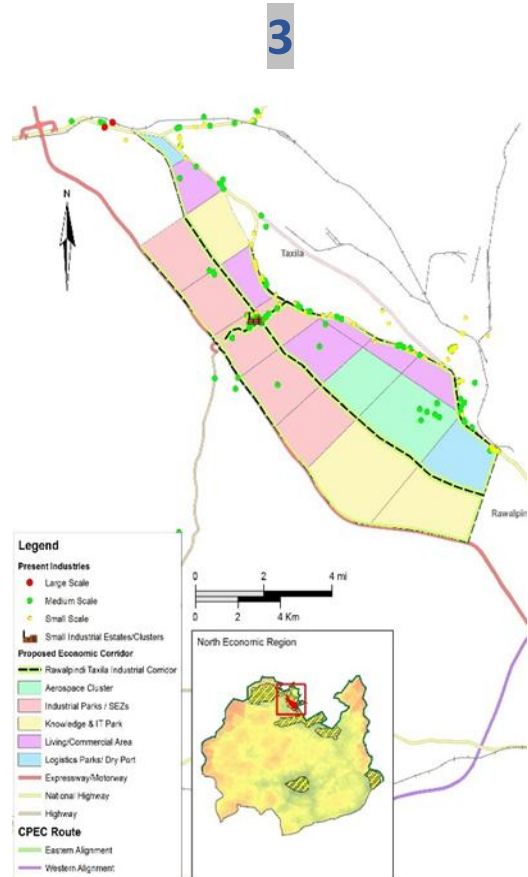 3
N
Taxila
Rawalpin
Legend
Present Industries
Large Scale
Medium Scale
Small Scale
Small Industrial Estates/Clusters
Proposed Economic Corridor
Rawalpindi Taxila Industrial Corridor
Aerospace Cluster
Industrial Parks / SEZs
Knowledge & IT Park
Living/Commercial Area
Logistics Parks/ Dry Port
Expressway/Motorway
National Highway
Highway
CPEC Route
Eastern Alignment
Western Alignment
0 2 4 mi
0 2 4 Km
North Economic Region